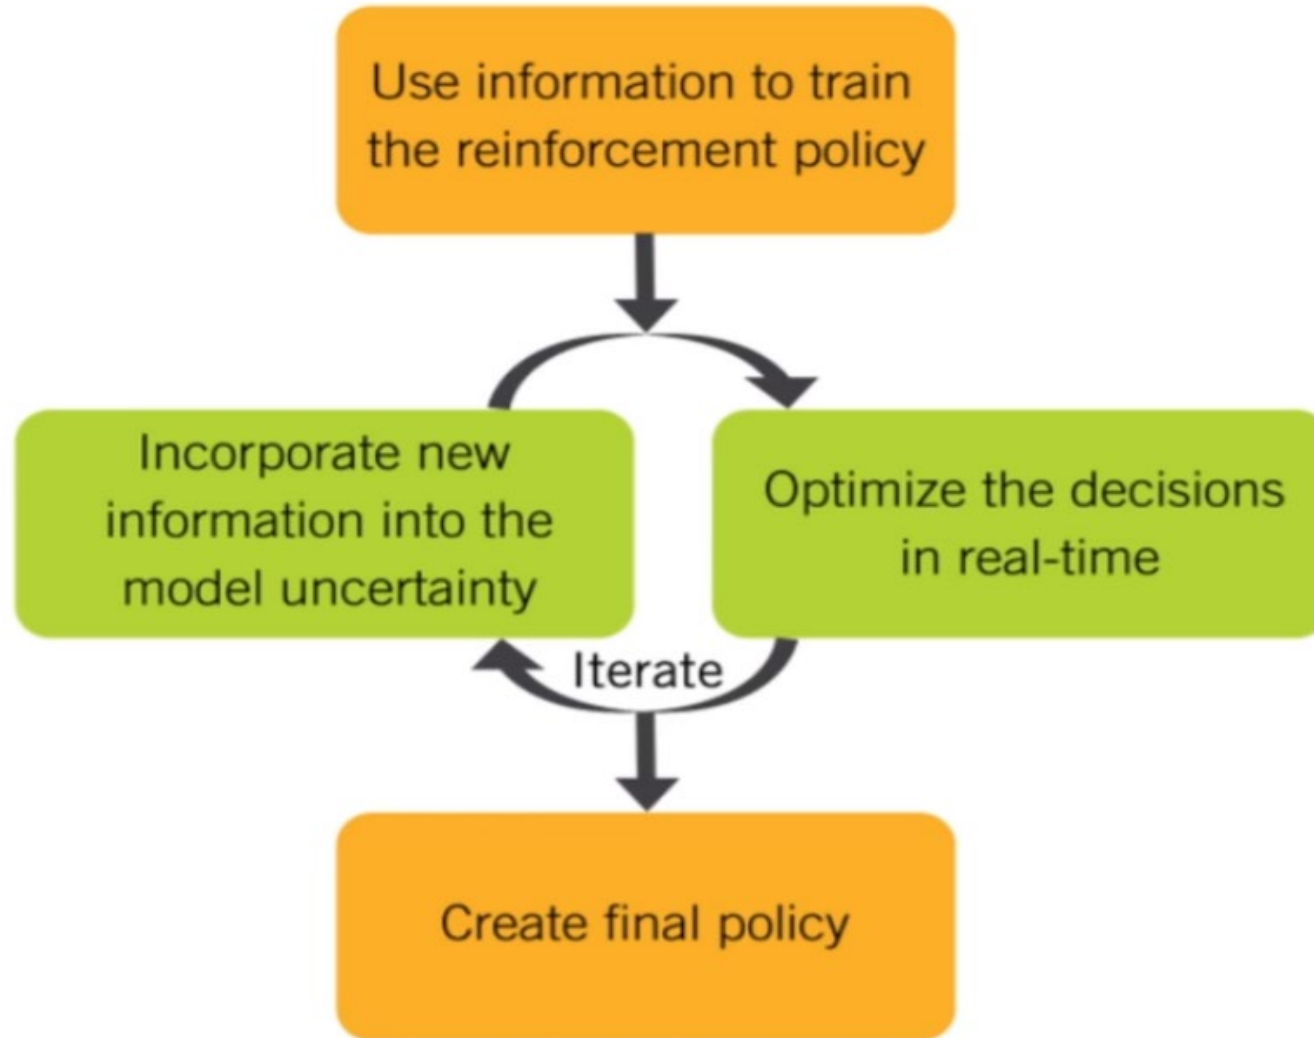 Use information to train
the reinforcement policy
Incorporate new
information into the
model uncertainty
Optimize the decisions
in real-time
Iterate
Create final policy